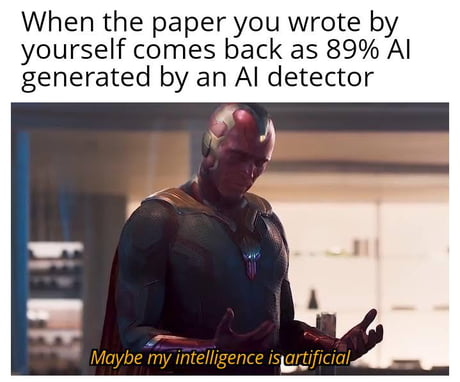 When the paper you wrote by
yourself comes back as 89% AI
generated by an AI detector
Maybe my intelligence is artificial